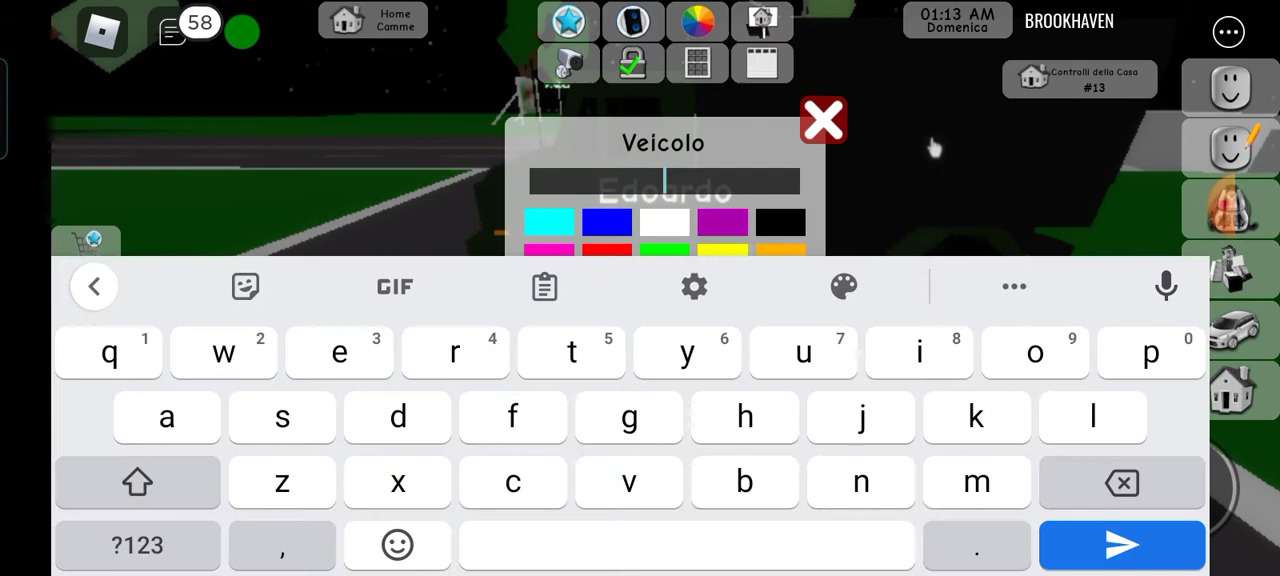 58
Home
Camme
01:13 AM
Domenica
BROOKHAVEN
Controlli della Casa
#13
Veicolo
Edoardo
GIF
q 1 w 2 e 3 r 4 t 5 y 6 u 7 i 8 o 9 p 0
a s d f g h j k l
z x c v b n m
?123 , .